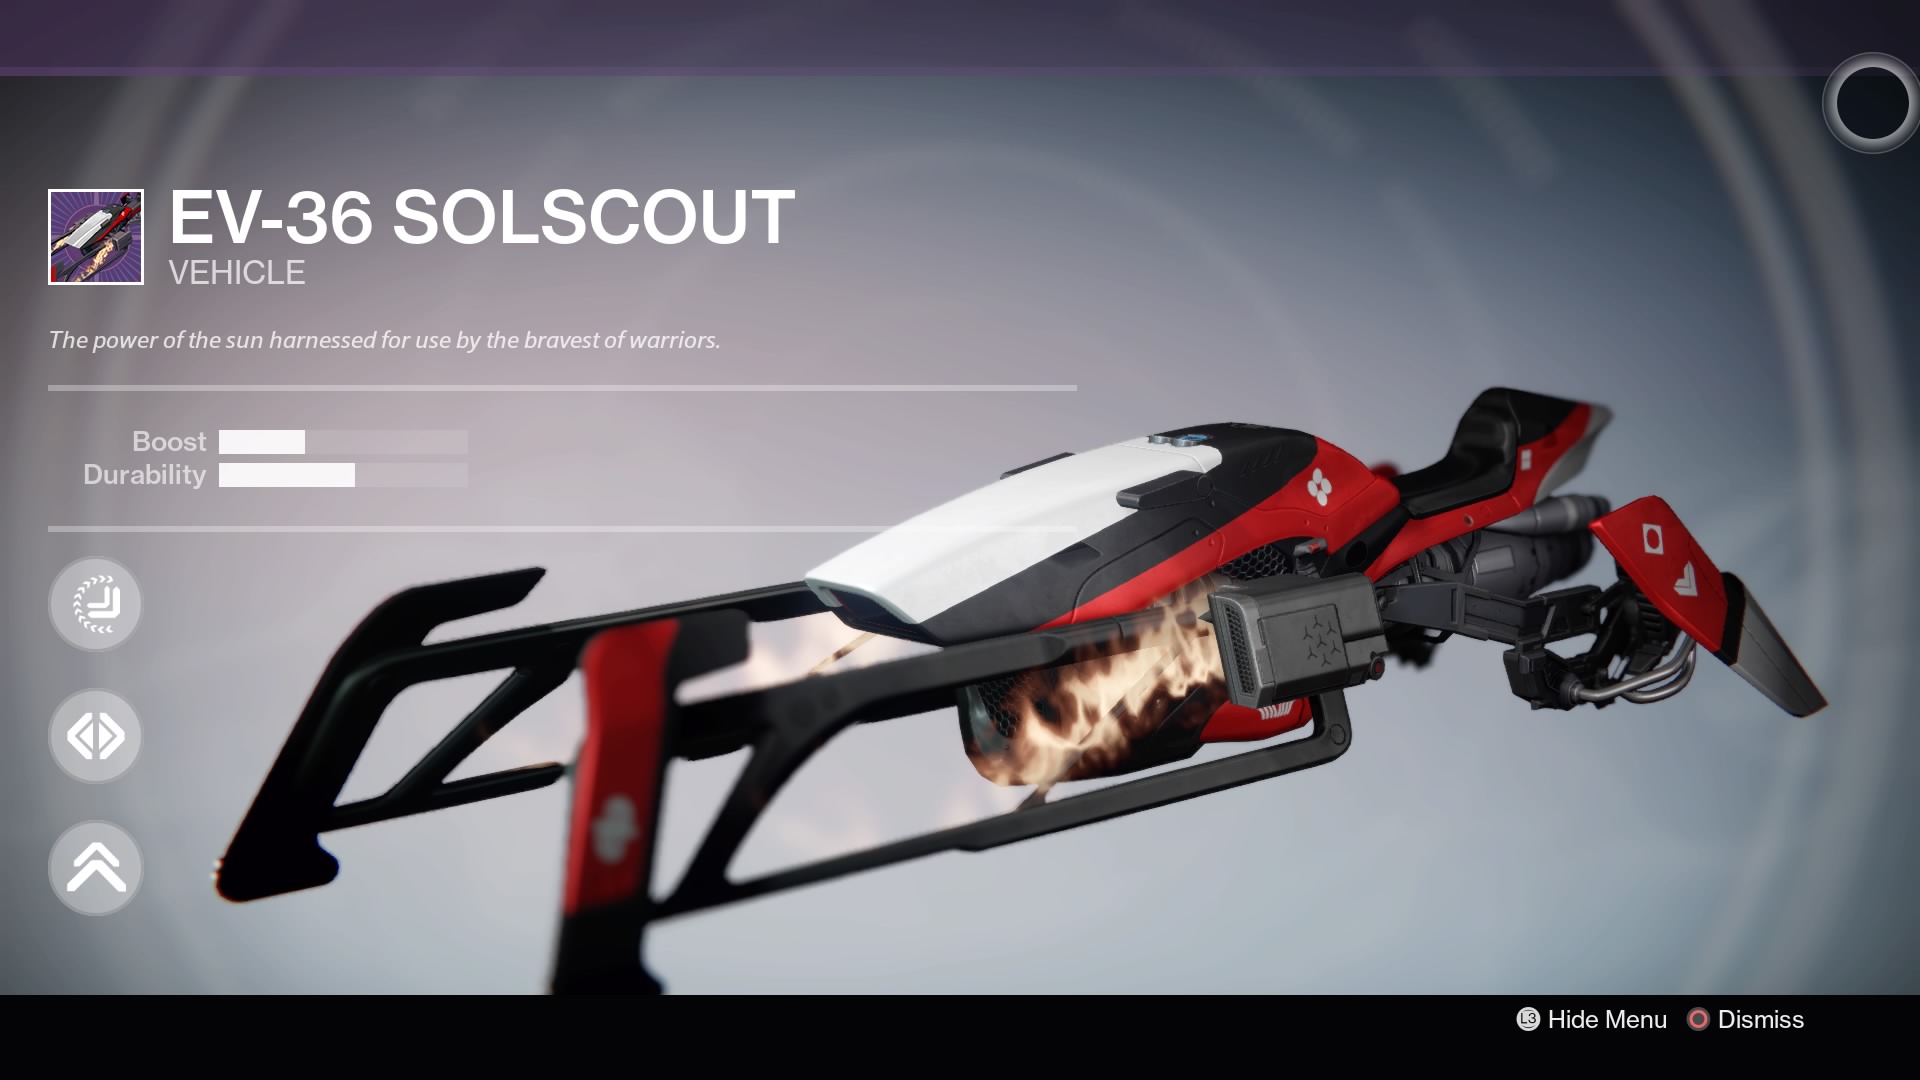 EV-36 SOLSCOUT
VEHICLE
The power of the sun harnessed for use by the bravest of warriors.
Boost
Durability
L3 Hide Menu Dismiss